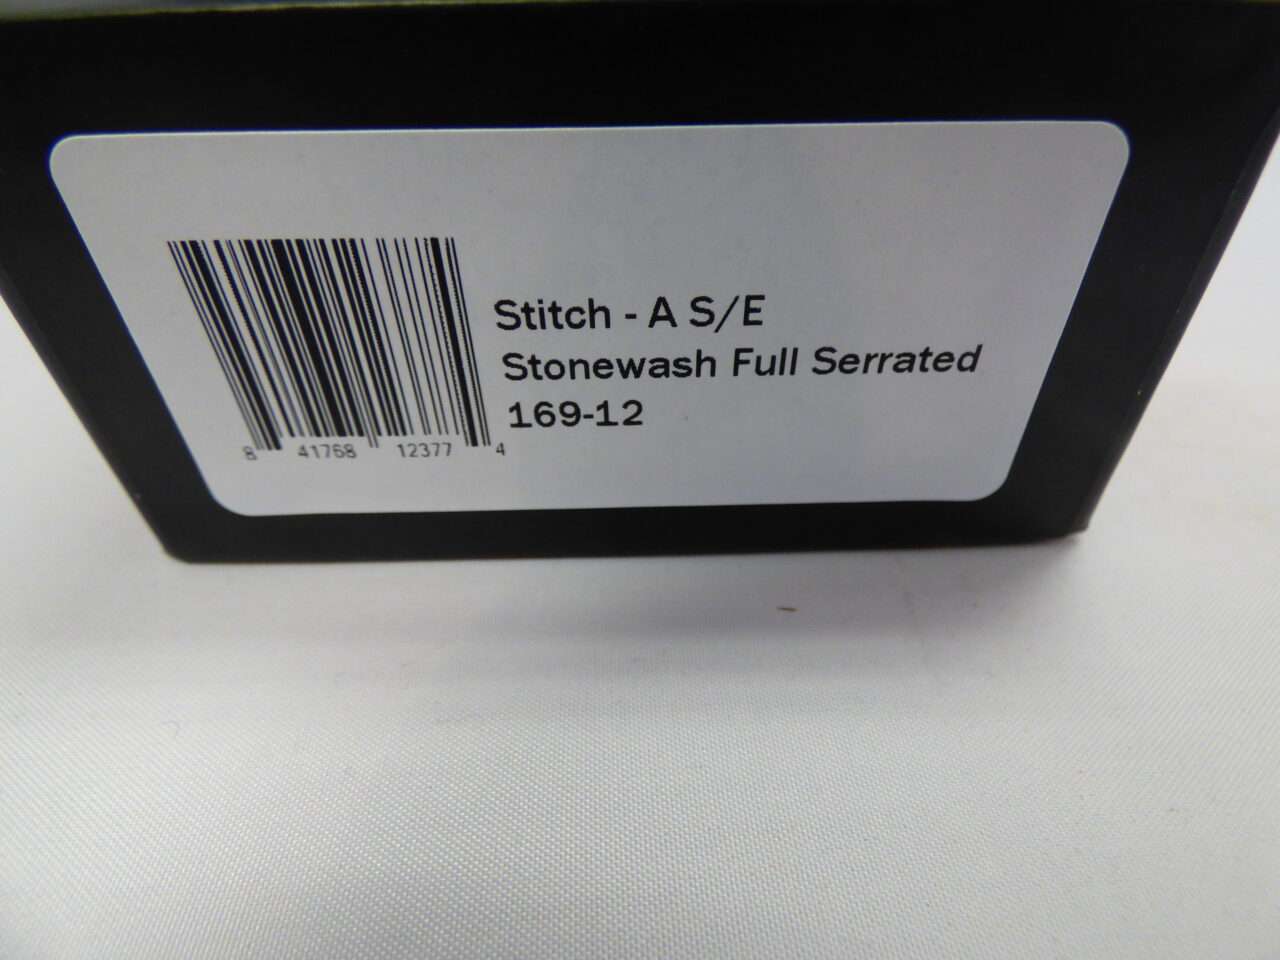 Stitch - A S/E
Stonewash Full Serrated
169-12
8 41768 12377 4